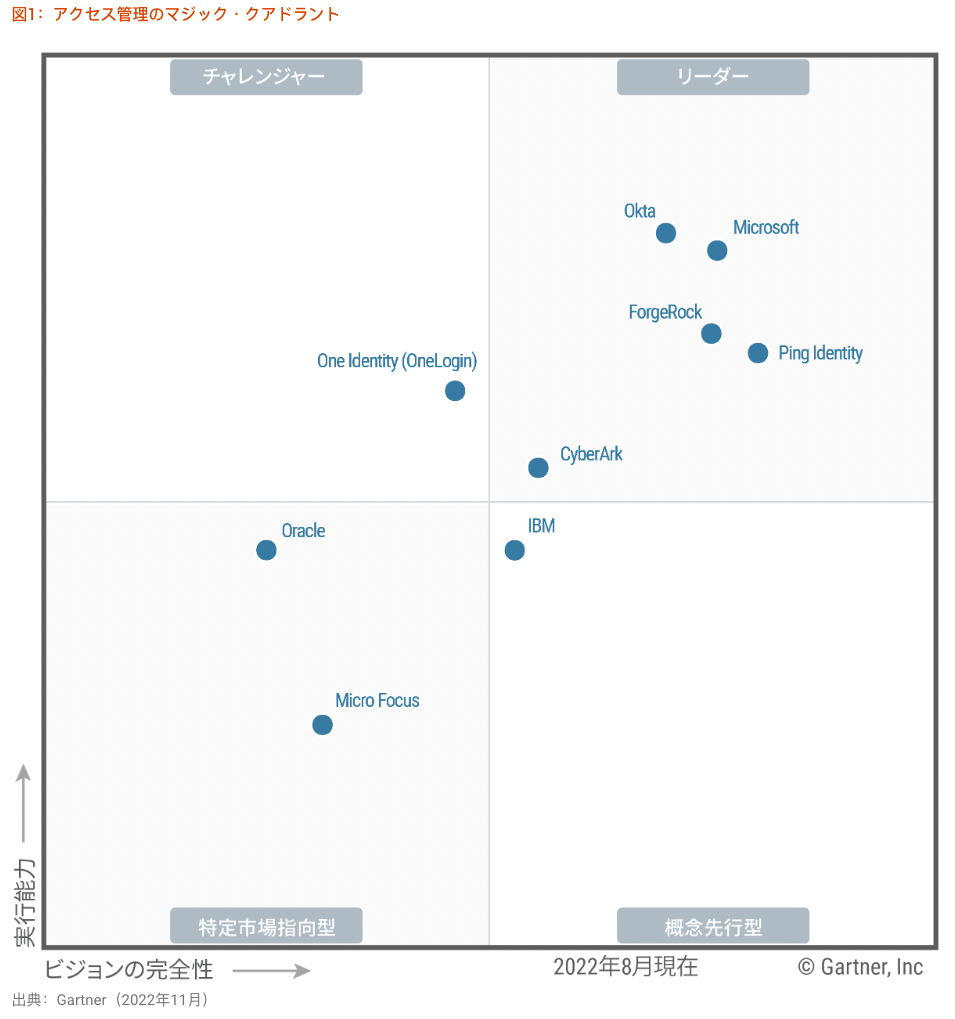 図1：アクセス管理のマジック・クアドラント
チャレンジャー
リーダー
Okta
Microsoft
ForgeRock
Ping Identity
One Identity (OneLogin)
CyberArk
Oracle
IBM
Micro Focus
実行能力
特定市場指向型
概念先行型
ビジョンの完全性
2022年8月現在
© Gartner, Inc
出典：Gartner（2022年11月）